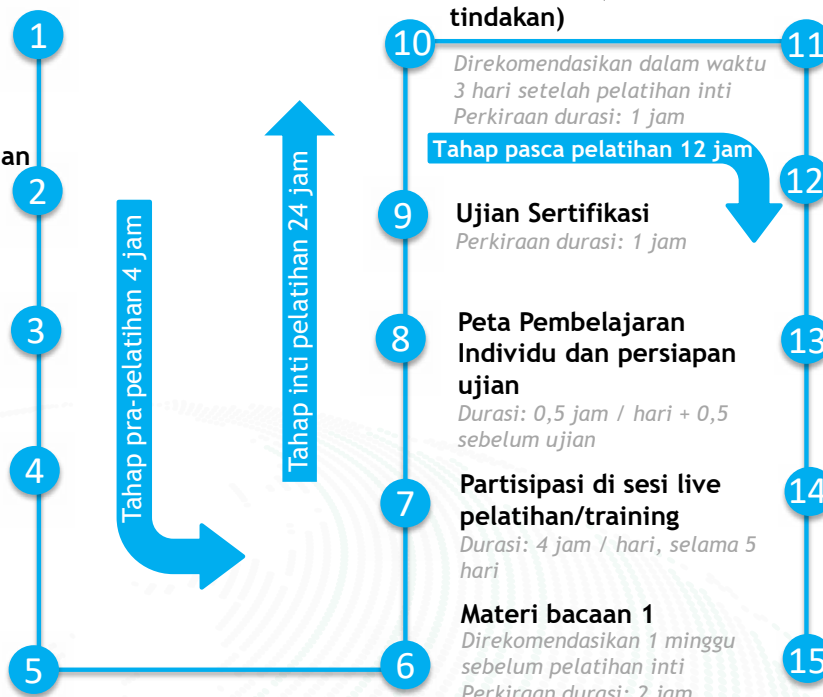 1
an
2
3
4
5
Tahap pra-pelatihan 4 jam
Tahap inti pelatihan 24 jam
tindakan)
10
11
Direkomendasikan dalam waktu
3 hari setelah pelatihan inti
Perkiraan durasi: 1 jam
Tahap pasca pelatihan 12 jam
12
9
Ujian Sertifikasi
Perkiraan durasi: 1 jam
8
Peta Pembelajaran
Individu dan persiapan
ujian
Durasi: 0,5 jam / hari + 0,5
sebelum ujian
13
7
Partisipasi di sesi live
pelatihan/training
Durasi: 4 jam / hari, selama 5
hari
14
6
Materi bacaan 1
Direkomendasikan 1 minggu
sebelum pelatihan inti
Perkiraan durasi: 2 jam
15